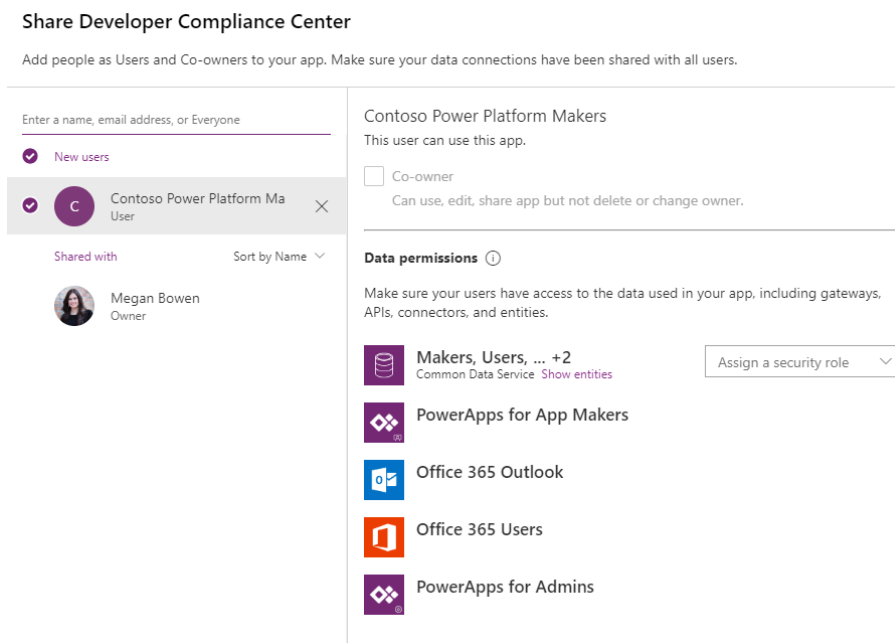 Share Developer Compliance Center
Add people as Users and Co-owners to your app. Make sure your data connections have been shared with all users.
Enter a name, email address, or Everyone
New users
C
Contoso Power Platform Ma
User
Shared with
Sort by Name
Megan Bowen
Owner
Contoso Power Platform Makers
This user can use this app.
Co-owner
Can use, edit, share app but not delete or change owner.
Data permissions
Make sure your users have access to the data used in your app, including gateways,
APIs, connectors, and entities.
Makers, Users, ... +2
Common Data Service Show entities
Assign a security role
PowerApps for App Makers
Office 365 Outlook
Office 365 Users
PowerApps for Admins